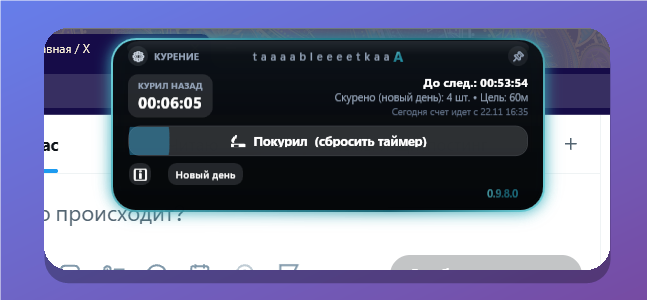 авная / X
КУРЕНИЕ
taaaableeeetkaaA
КУРИЛ НАЗАД
00:06:05
До след.: 00:53:54
Скурено (новый день): 4 шт. • Цель: 60м
Сегодня счет идет с 22.11 16:35
ас
Покурил (сбросить таймер)
+
Новый день
0.9.8.0
о происходит?